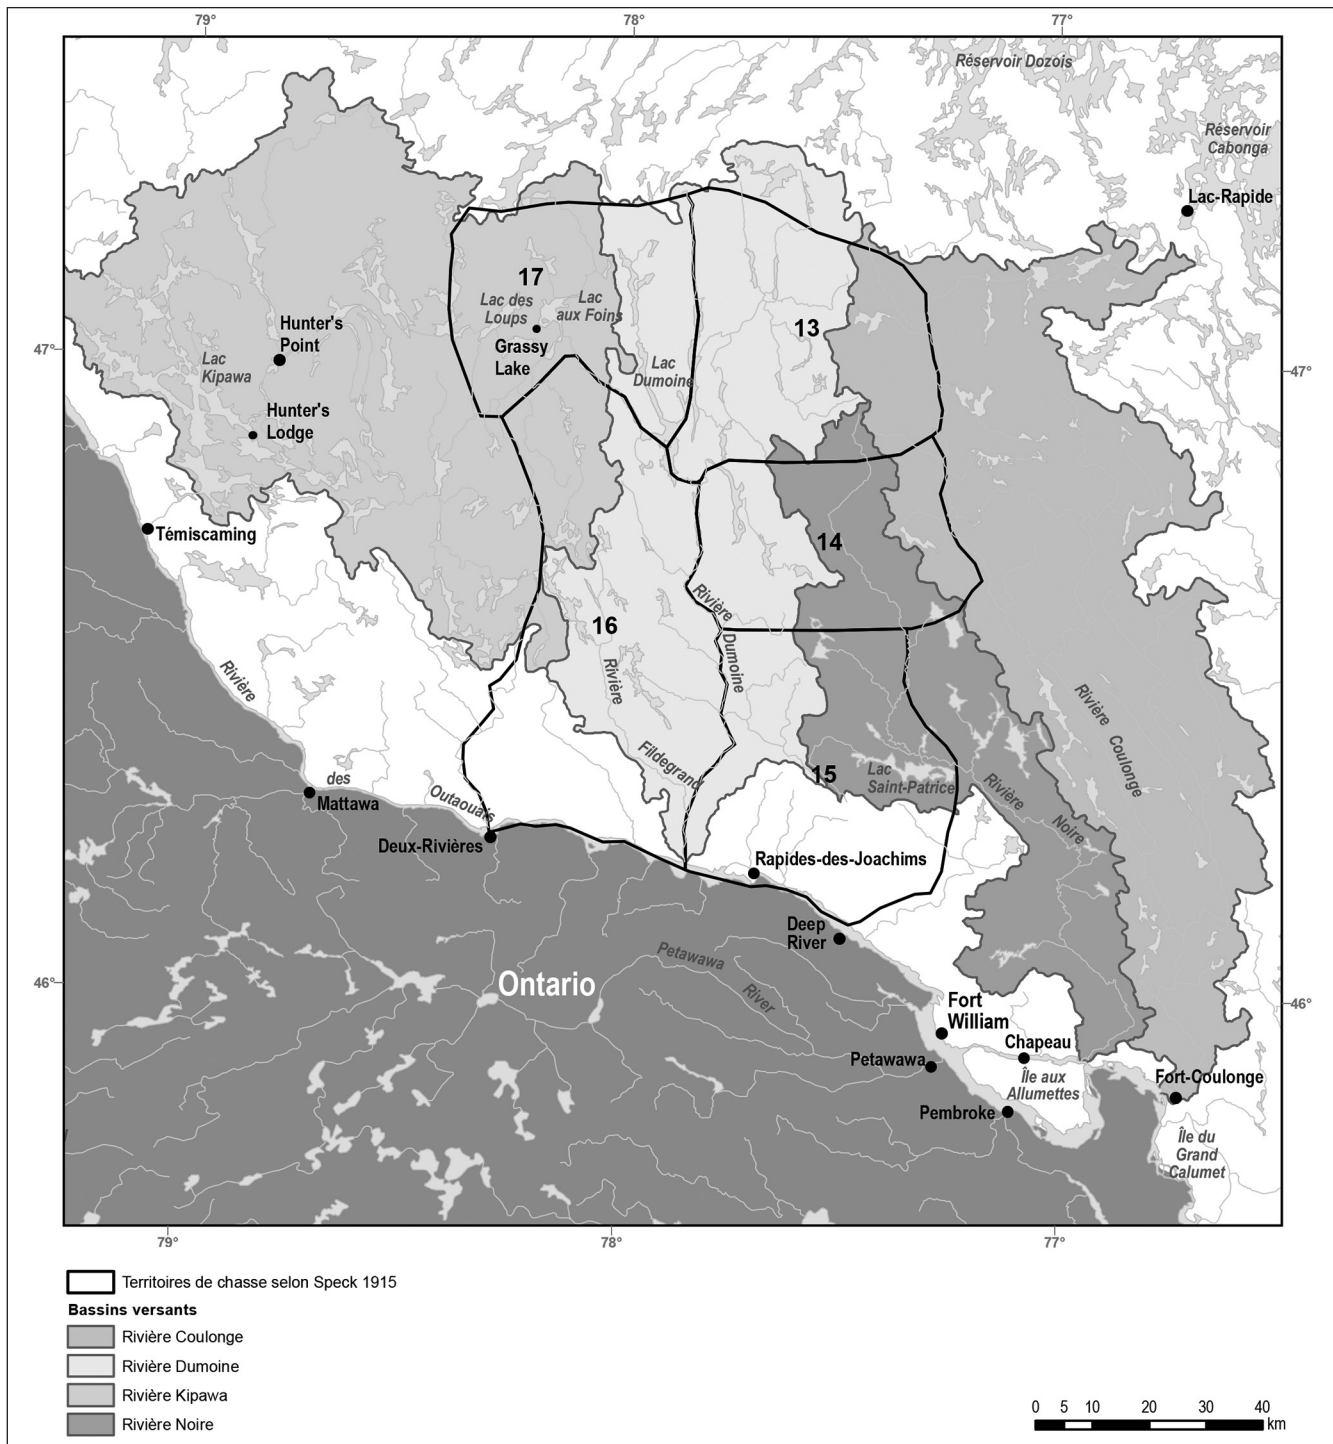 79°
78°
77°
Réservoir Dozois
Réservoir
Cabonga
Lac-Rapide
17
Lac des
Loups
Lac
aux Foins
Grassy
Lake
13
Hunter's
Point
47°
Lac
Kipawa
Lac
Dumoine
47°
Hunter's
Lodge
Témiscaming
14
16
Rivière
Dumoine
Rivière
Fildegrand
Rivière
des
Outaouais
Rivière Coulonge
15
Lac
Saint-Patrice
Rivière
Noire
Mattawa
Deux-Rivières
Rapides-des-Joachims
Deep
River
Petawawa
River
46°
Ontario
46°
Fort
William
Chapeau
Petawawa
Île aux
Allumettes
Fort-Coulonge
Pembroke
Île du
Grand
Calumet
79°
78°
77°
Territoires de chasse selon Speck 1915
Bassins versants
Rivière Coulonge
Rivière Dumoine
Rivière Kipawa
Rivière Noire
0 5 10 20 30 40
km